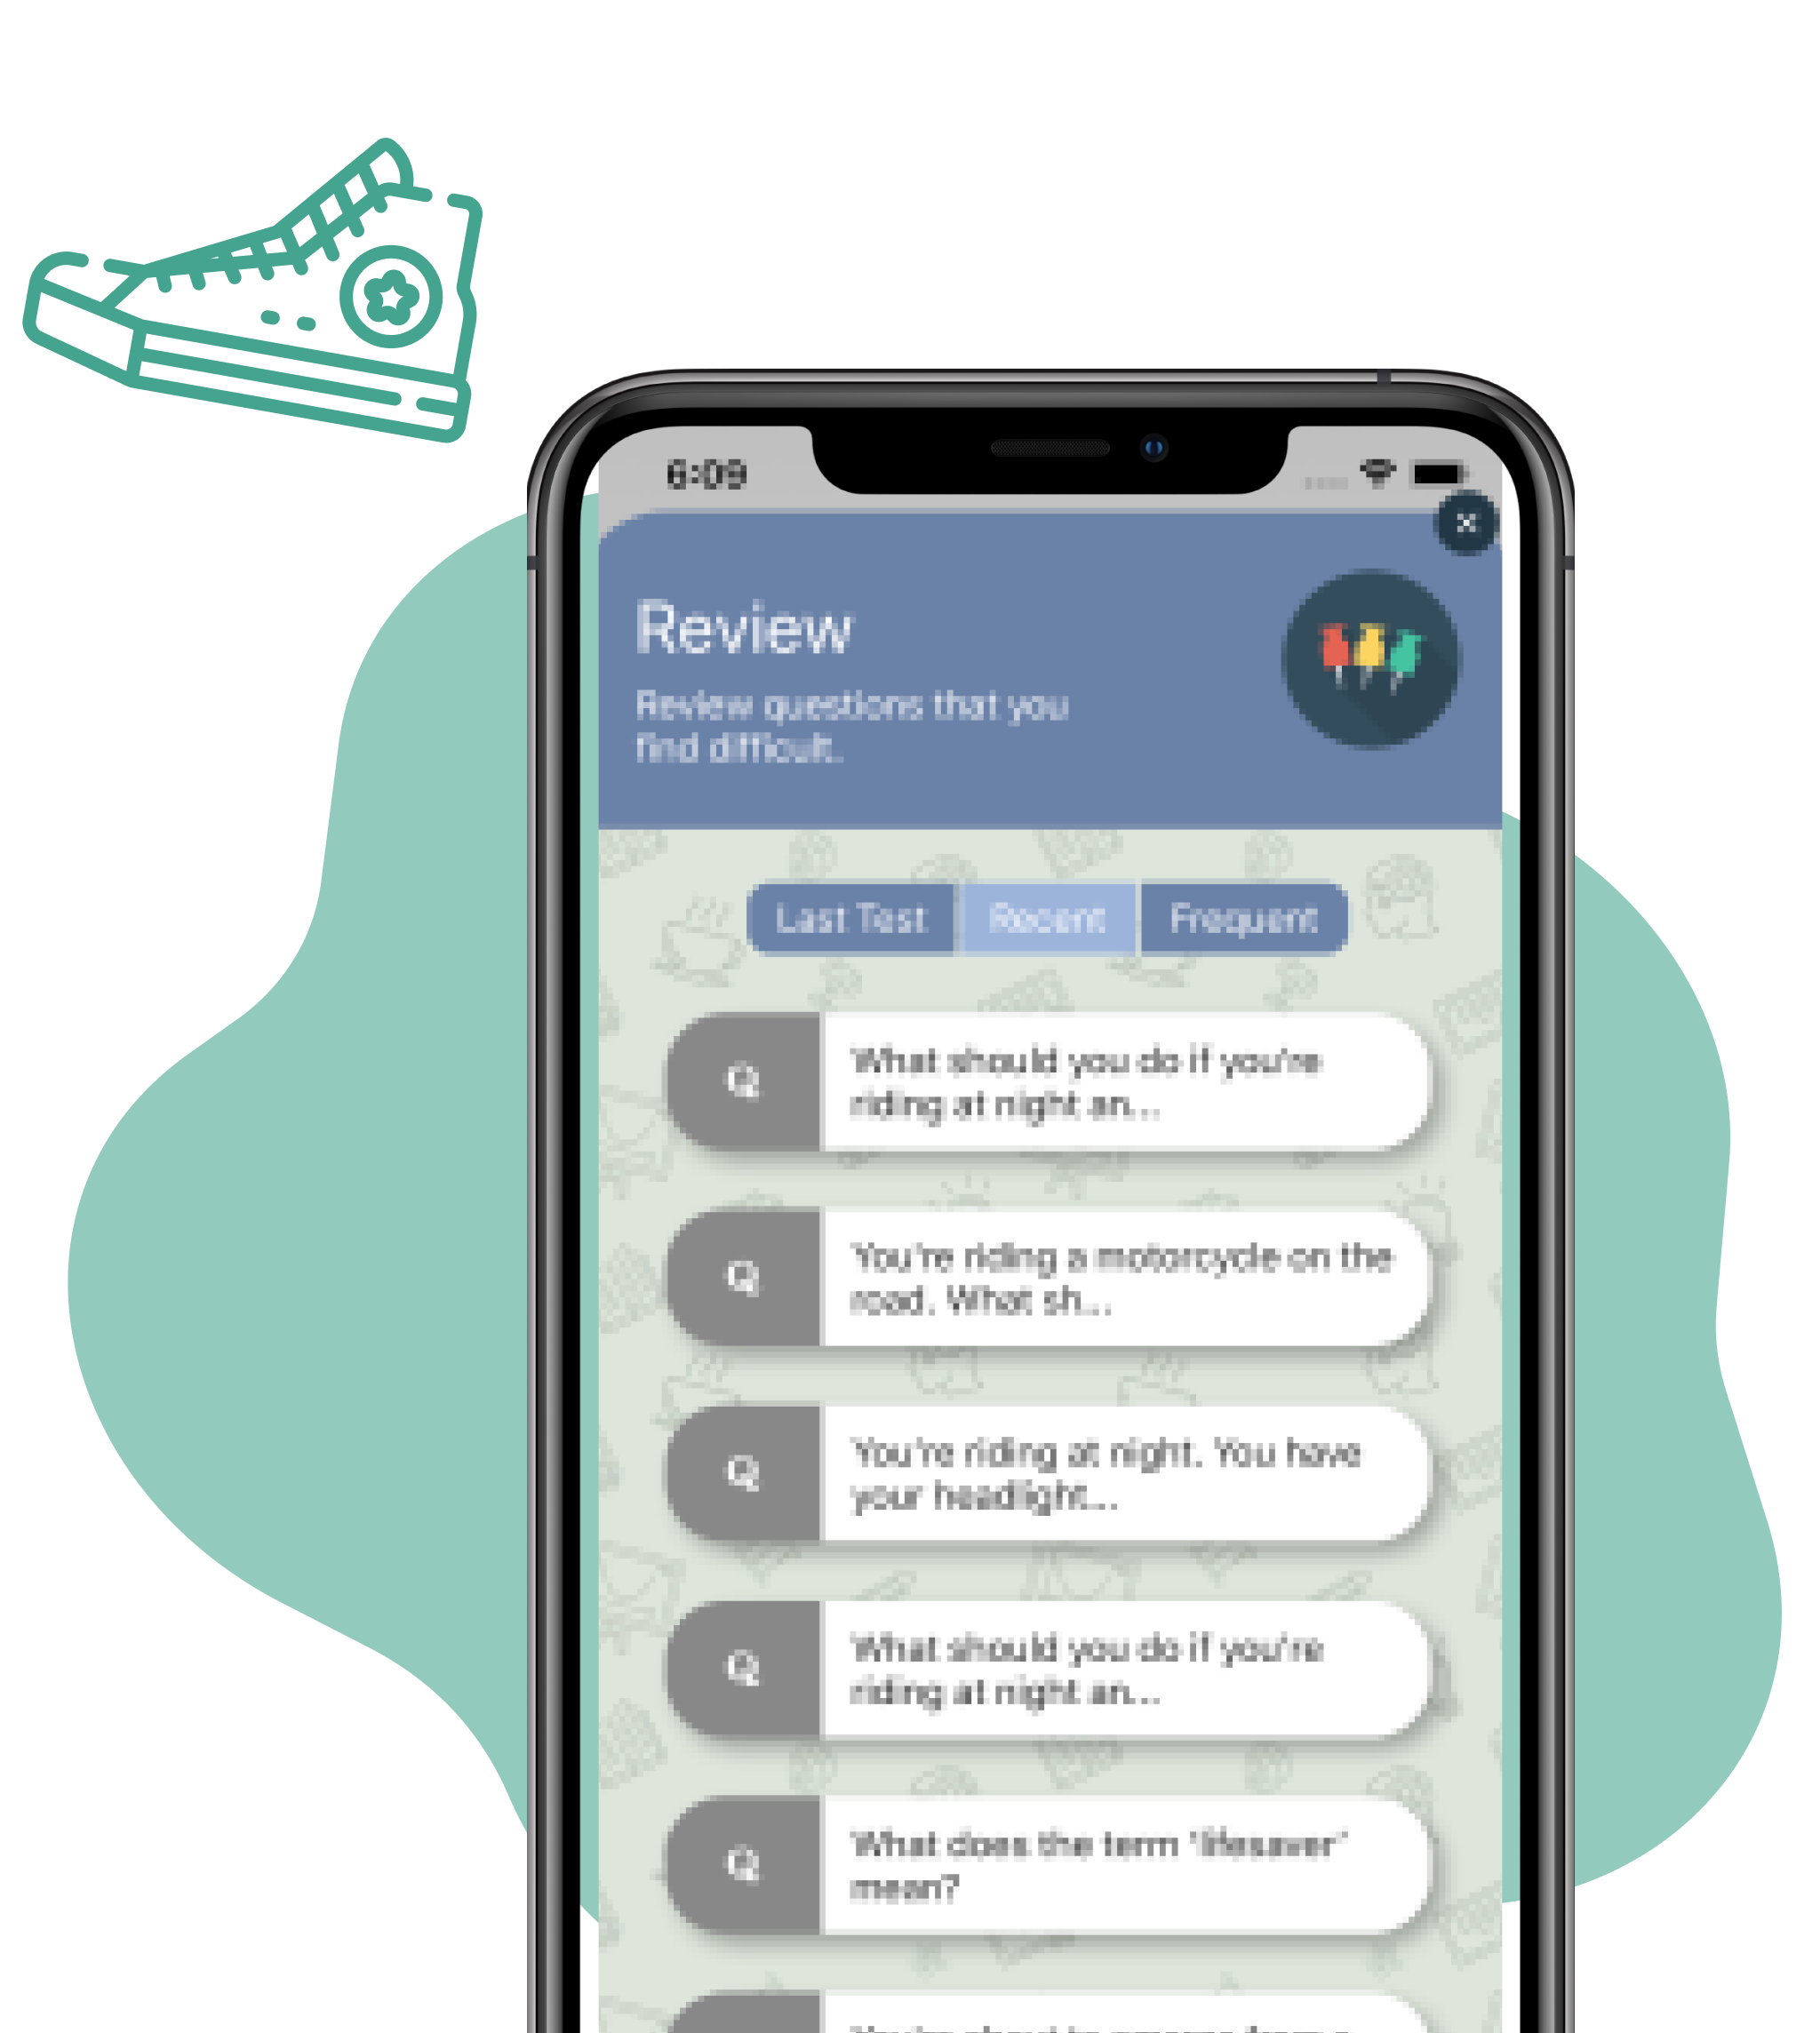 6:09
Review
Review questions that you
find difficult.
Last Test
Recent
Frequent
What should you do if you're
riding at night an...
You're riding a motorcycle on the
road. What sh...
You're riding at night. You have
your headlight...
What should you do if you're
riding at night an...
What does the term 'lifesaver'
mean?